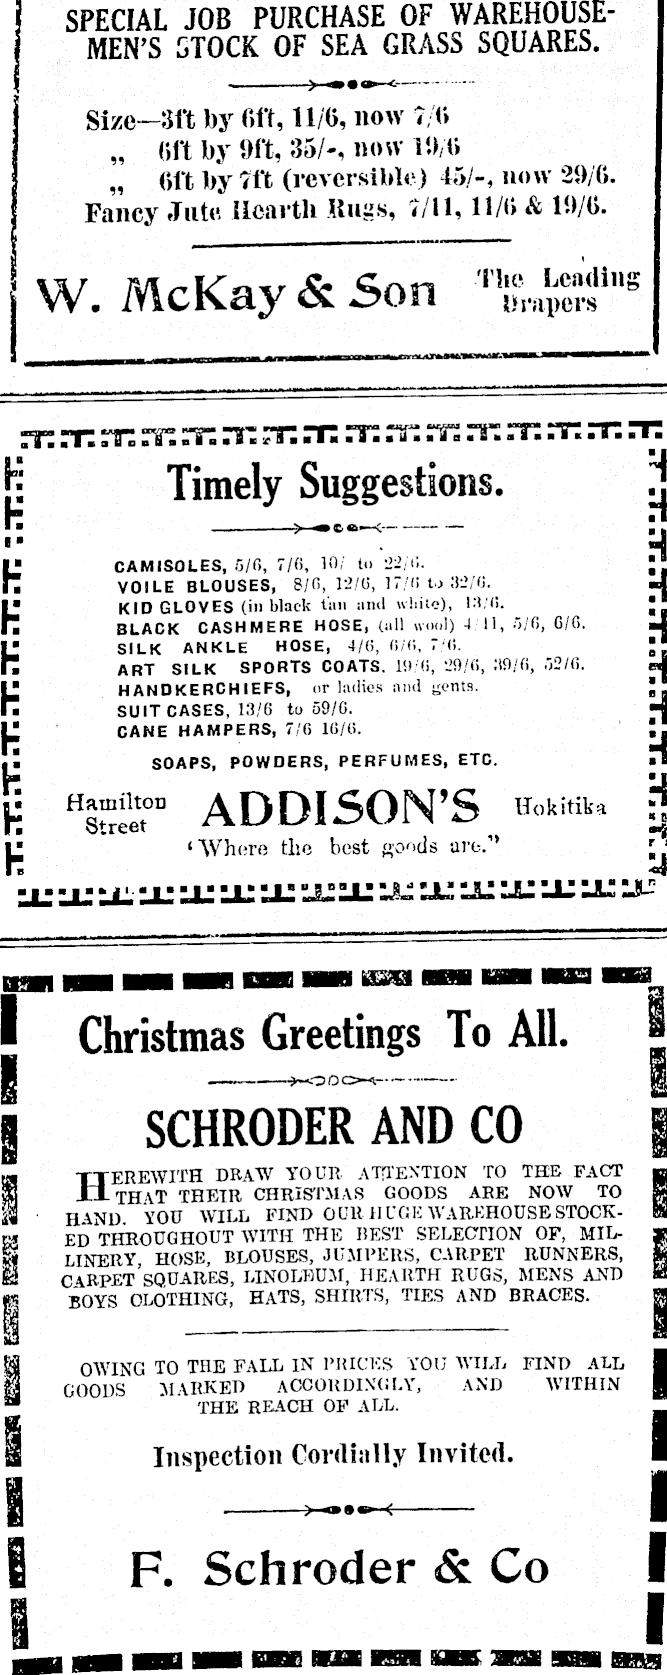 SPECIAL JOB PURCHASE OF WAREHOUSE-
MEN'S STOCK OF SEA GRASS SQUARES.
Size—3ft by 6ft, 11/6, now 7/6
„ 6ft by 9ft, 35/-, now 19/6
„ 6ft by 7ft (reversible) 45/-, now 29/6.
Fancy Jute Hearth Rugs, 7/11, 11/6 & 19/6.
W. McKay & Son The Leading
Drapers
Timely Suggestions.
CAMISOLES, 5/6, 7/6, 10/ to 22/6.
VOILE BLOUSES, 8/6, 12/6, 17/6 to 32/6.
KID GLOVES (in black tan and white), 13/6.
BLACK CASHMERE HOSE, (all wool) 4/11, 5/6, 6/6.
SILK ANKLE HOSE, 4/6, 6/6, 7/6.
ART SILK SPORTS COATS. 19/6, 29/6, 39/6, 52/6.
HANDKERCHIEFS, or ladies and gents.
SUIT CASES, 13/6 to 59/6.
CANE HAMPERS, 7/6 16/6.
SOAPS, POWDERS, PERFUMES, ETC.
Hamilton Street ADDISON'S Hokitika
‘Where the best goods are.”
Christmas Greetings To All.
SCHRODER AND CO
HEREWITH DRAW YOUR ATTENTION TO THE FACT
THAT THEIR CHRISTMAS GOODS ARE NOW TO
HAND. YOU WILL FIND OUR HUGE WAREHOUSE STOCK-
ED THROUGHOUT WITH THE BEST SELECTION OF, MIL-
LINERY, HOSE, BLOUSES, JUMPERS, CARPET RUNNERS,
CARPET SQUARES, LINOLEUM, HEARTH RUGS, MENS AND
BOYS CLOTHING, HATS, SHIRTS, TIES AND BRACES.
OWING TO THE FALL IN PRICES YOU WILL FIND ALL
GOODS MARKED ACCORDINGLY, AND WITHIN
THE REACH OF ALL.
Inspection Cordially Invited.
F. Schroder & Co